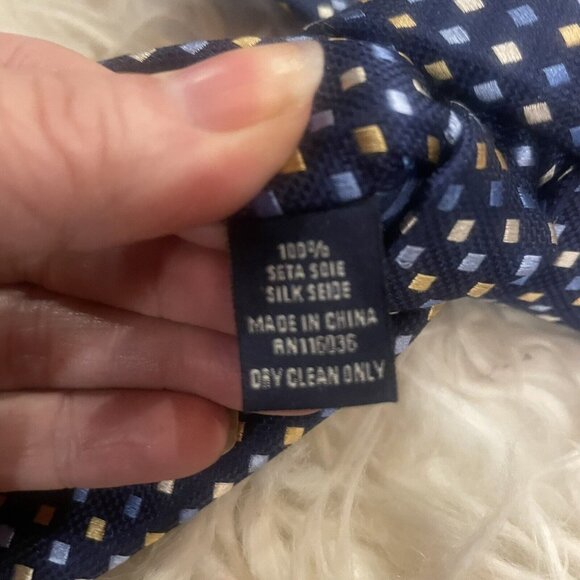 100%
SETA SOIE
SILK SEIDE
MADE IN CHINA
RN116036
DRY CLEAN ONLY